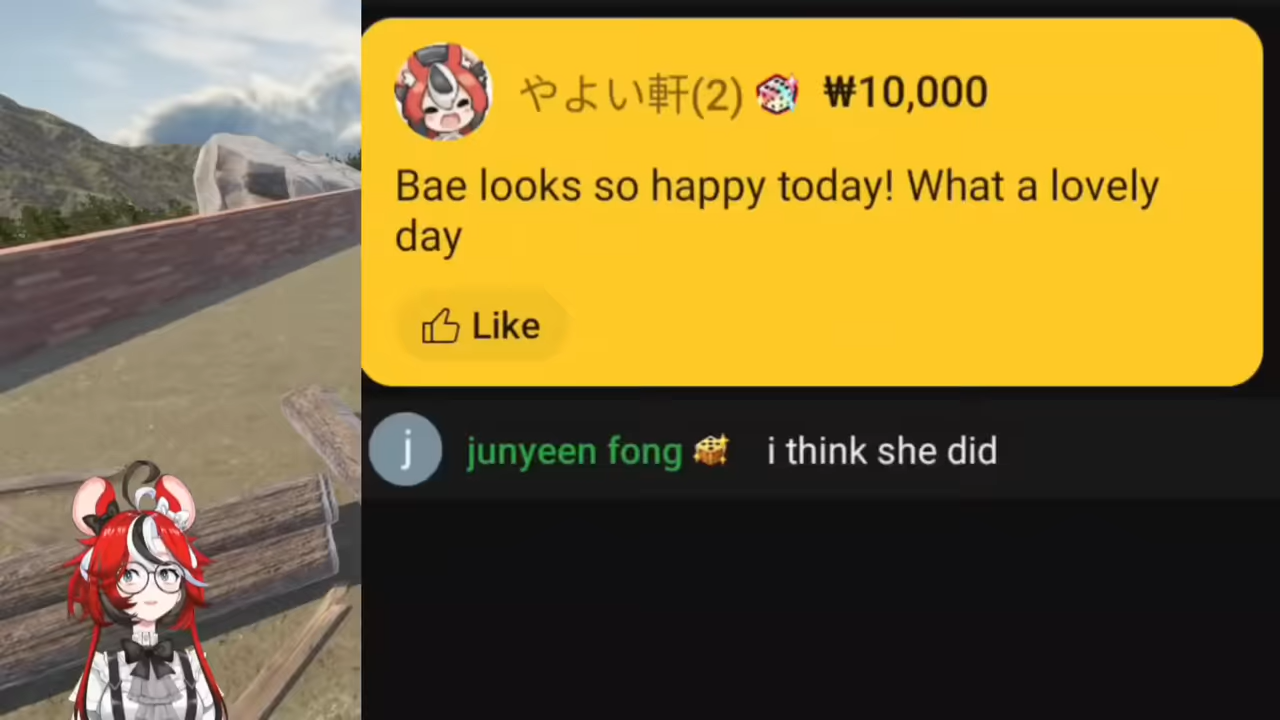 やよい軒(2) ₩10,000
Bae looks so happy today! What a lovely
day
Like
j junyeen fong i think she did